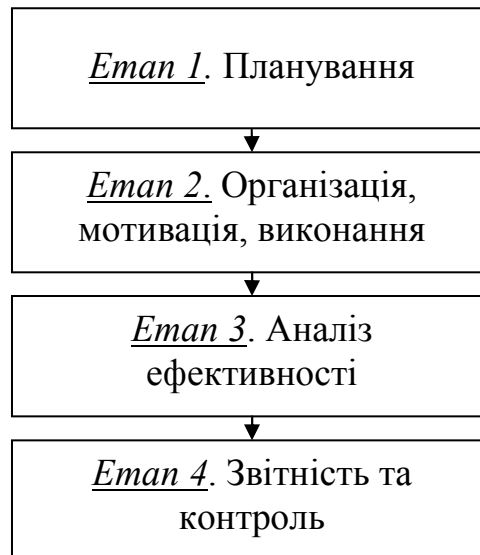 Етап 1. Планування
Етап 2. Організація,
мотивація, виконання
Етап 3. Аналіз
ефективності
Етап 4. Звітність та
контроль